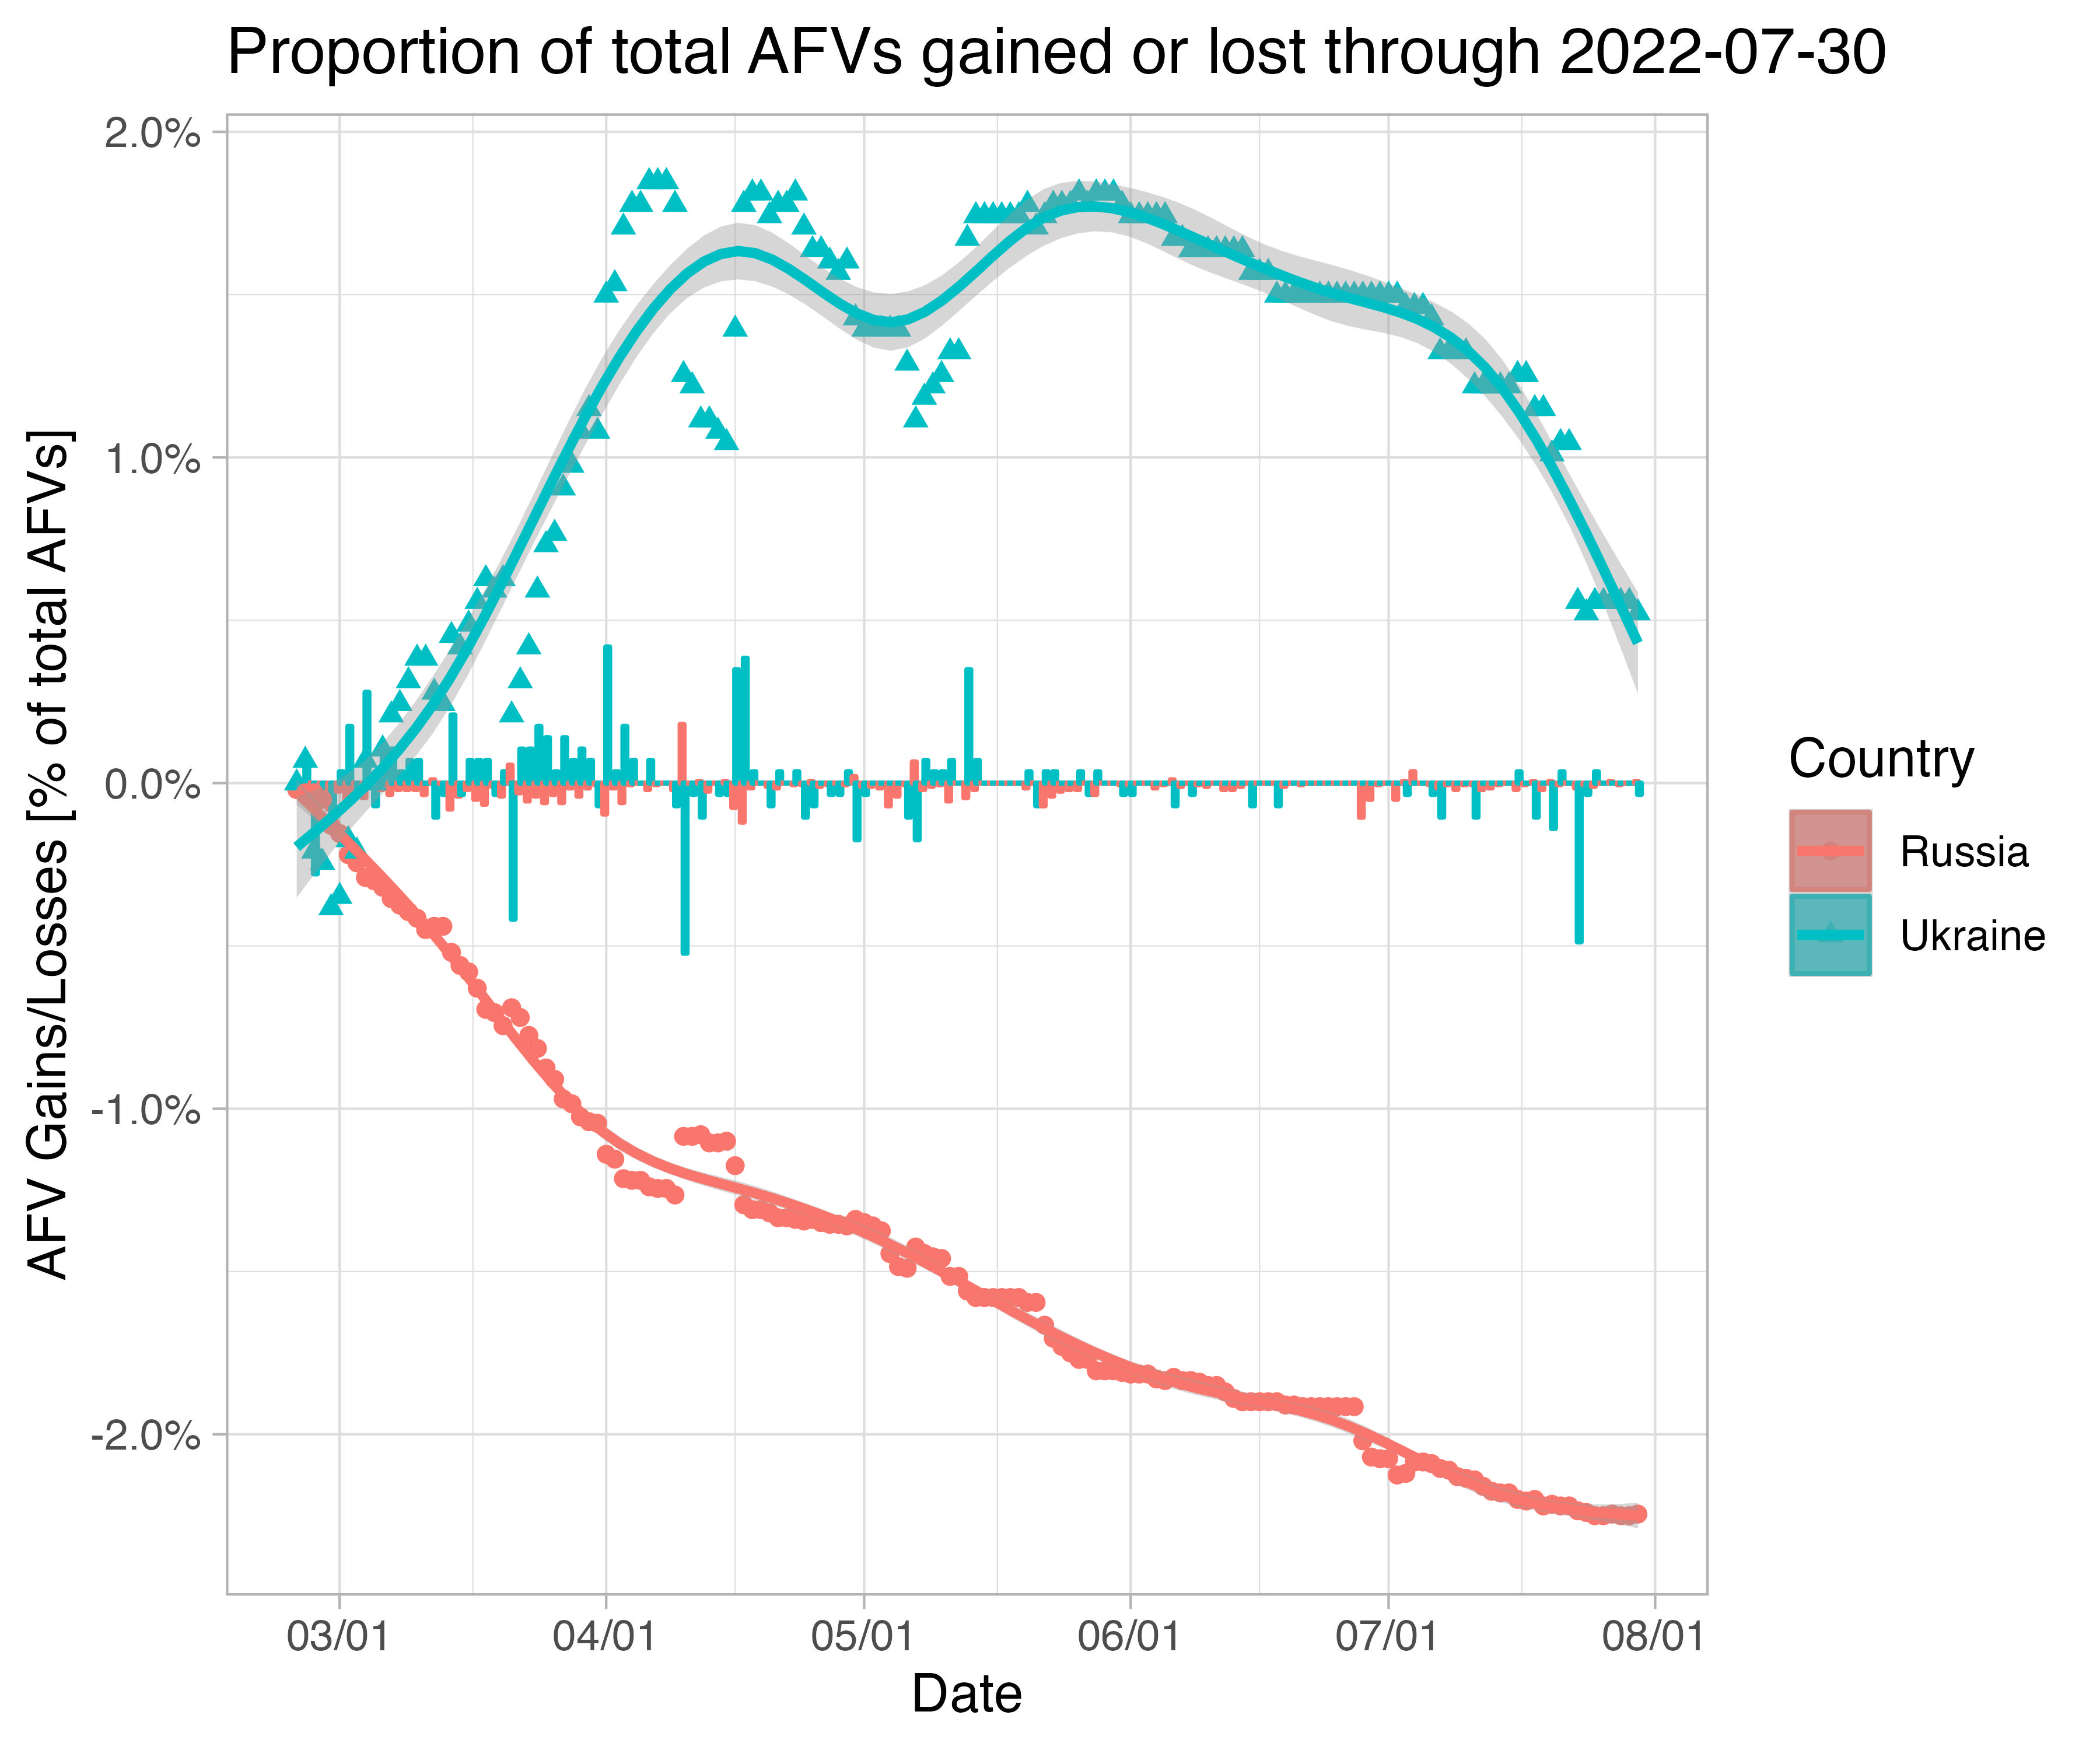 Proportion of total AFVs gained or lost through 2022-07-30
AFV Gains/Losses [% of total AFVs]
2.0%
1.0%
0.0%
-1.0%
-2.0%
03/01
04/01
05/01
06/01
07/01
08/01
Date
Country
Russia
Ukraine